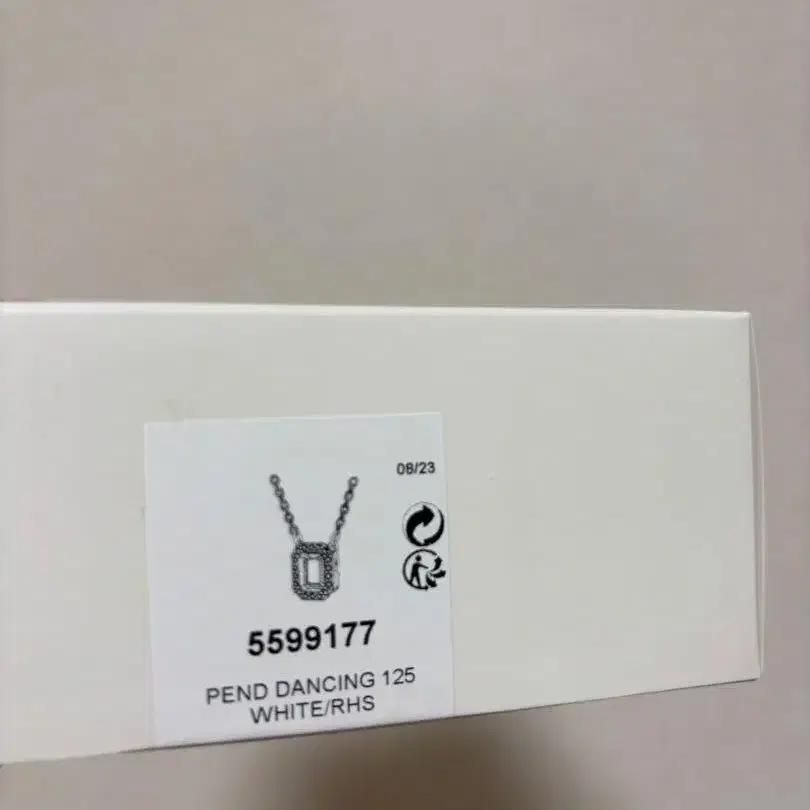 08/23
5599177
PEND DANCING 125
WHITE/RHS